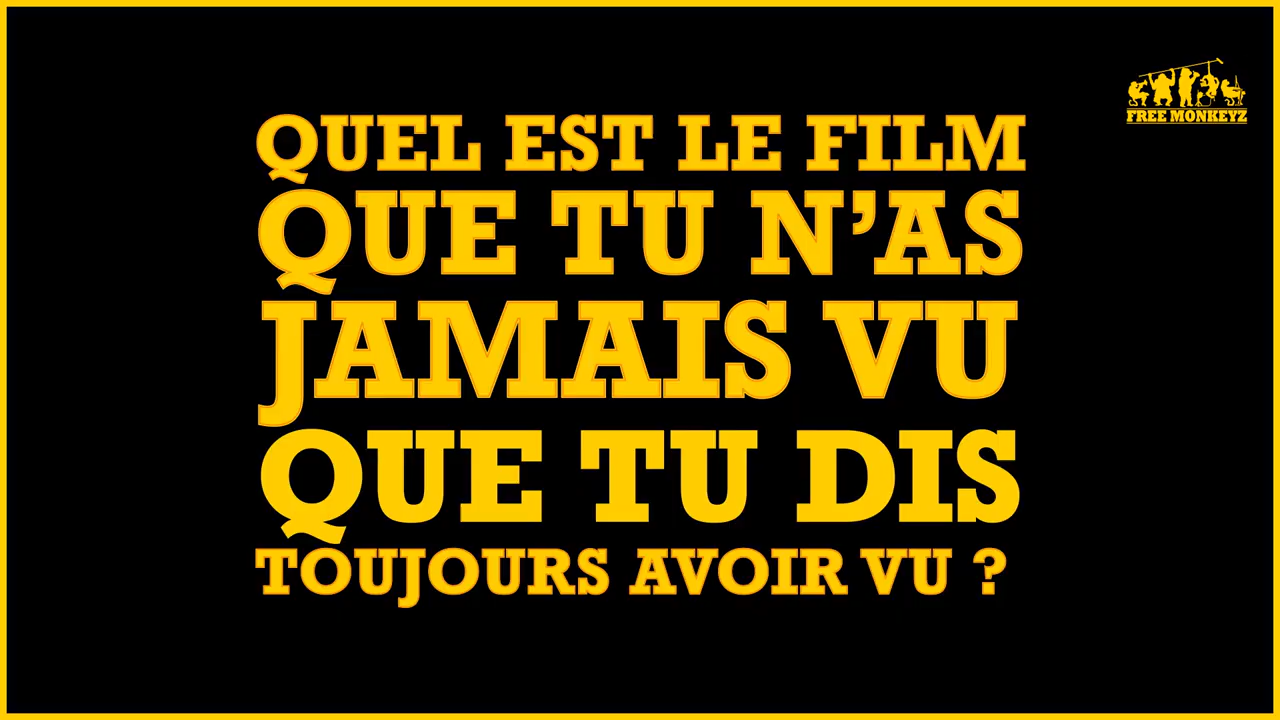 QUEL EST LE FILM
QUE TU N’AS
JAMAIS VU
QUE TU DIS
TOUJOURS AVOIR VU ?
FREE MONKEYZ